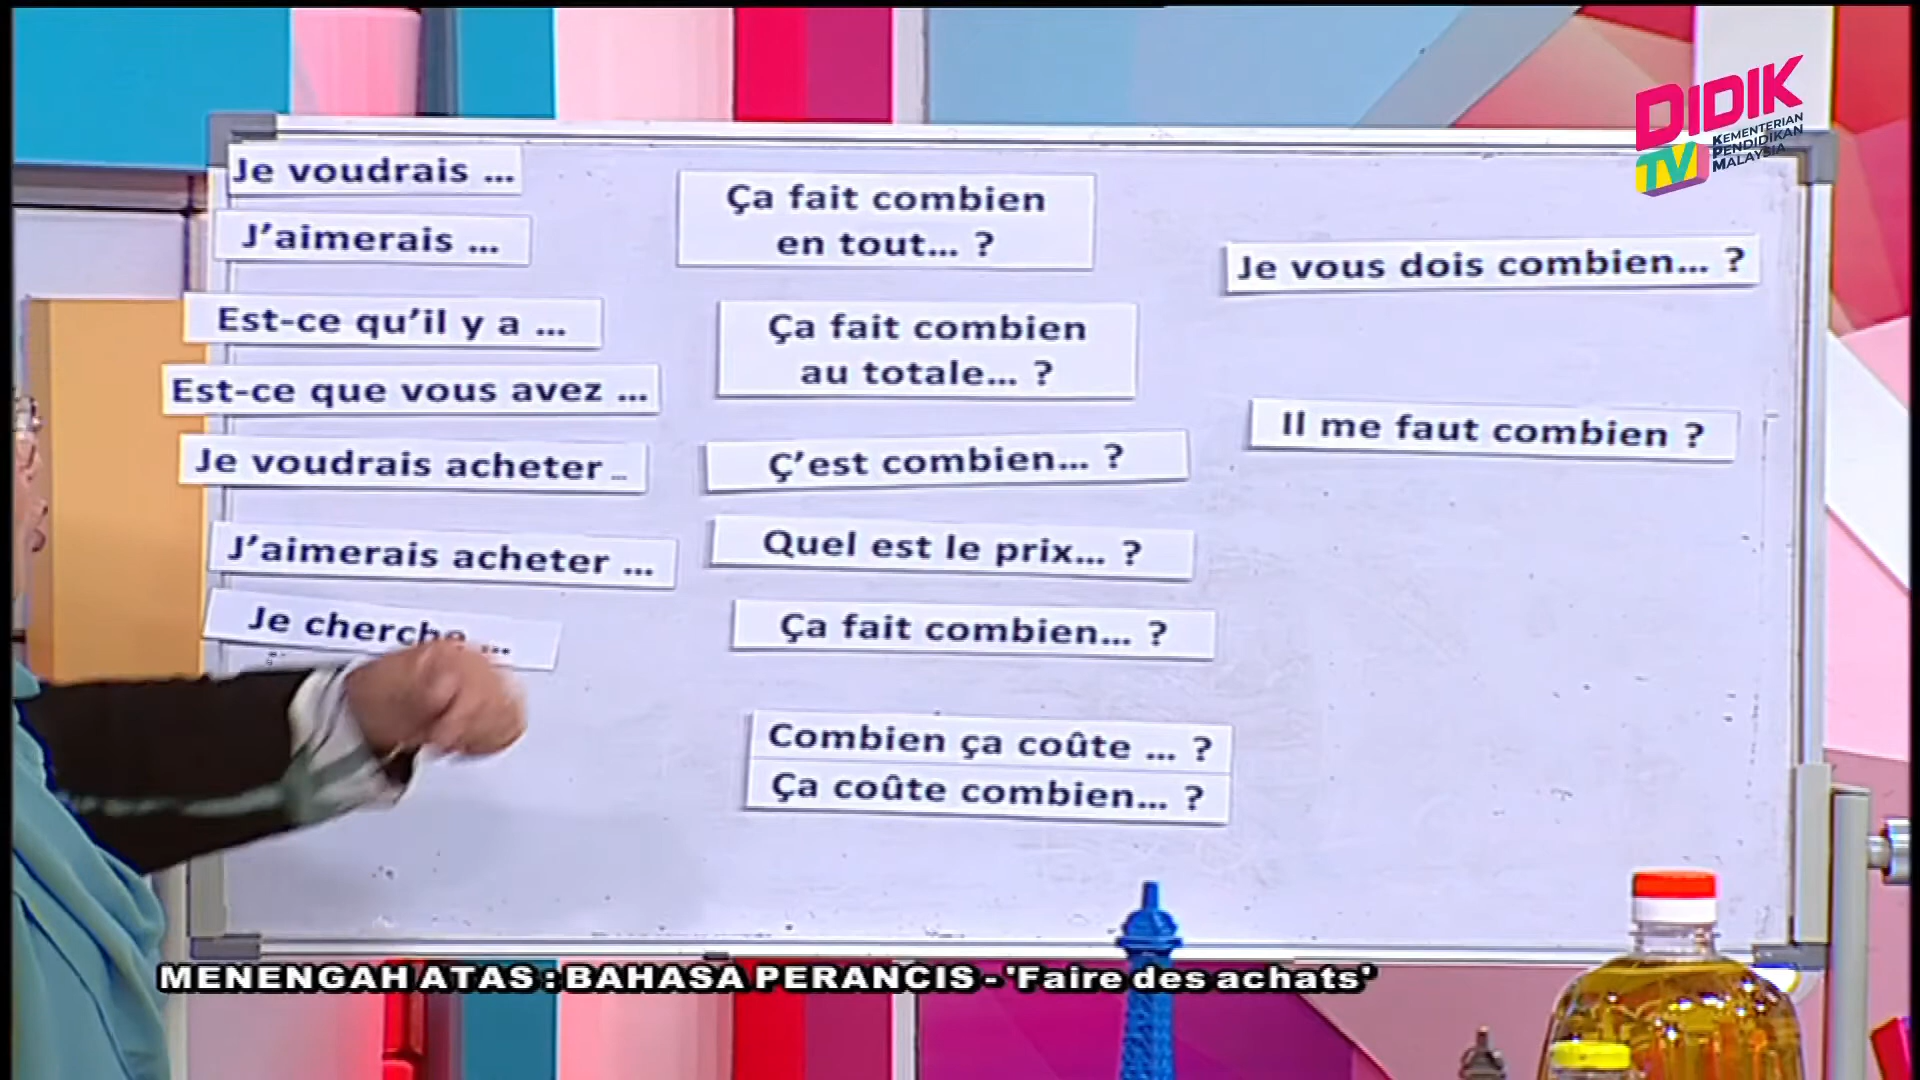 Je voudrais ...
J'aimerais ...
Est-ce qu'il y a ...
Est-ce que vous avez ...
Je voudrais acheter ...
J'aimerais acheter ...
Je cherche ...
Ça fait combien
en tout... ?
Ça fait combien
au totale... ?
Ç'est combien... ?
Quel est le prix... ?
Ça fait combien... ?
Combien ça coûte ... ?
Ça coûte combien... ?
Je vous dois combien... ?
Il me faut combien ?
DIDIK
TV
KEMENTERIAN
PENDIDIKAN
MALAYSIA
MENENGAH ATAS : BAHASA PERANCIS - 'Faire des achats'